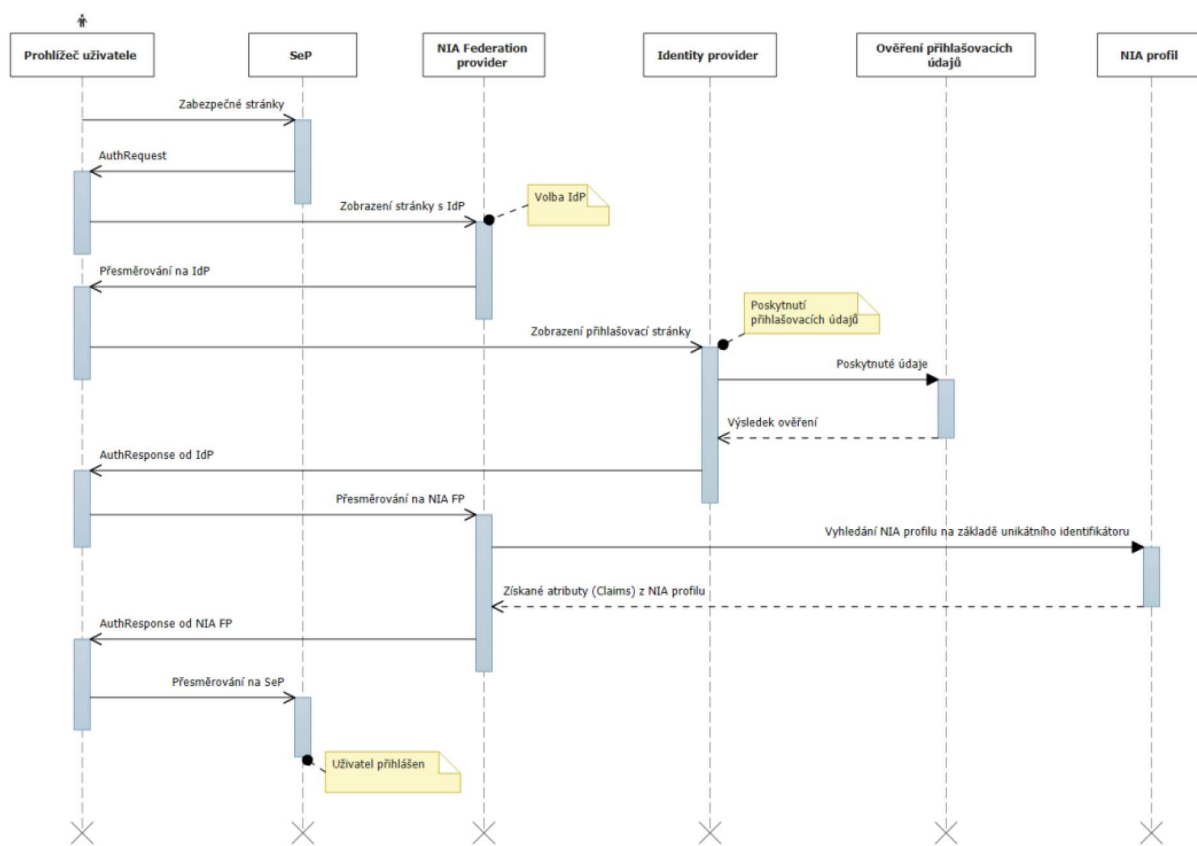 Prohlížeč uživatele
SeP
NIA Federation
provider
Identity provider
Ověření přihlašovacích
údajů
NIA profil
Zabezpečné stránky
AuthRequest
Volba IdP
Zobrazení stránky s IdP
Přesměrování na IdP
Poskytnutí
přihlašovacích údajů
Zobrazení přihlašovací stránky
Poskytnuté údaje
Výsledek ověření
AuthResponse od IdP
Přesměrování na NIA FP
Vyhledání NIA profilu na základě unikátního identifikátoru
Získané atributy (Claims) z NIA profilu
AuthResponse od NIA FP
Přesměrování na SeP
Uživatel přihlášen